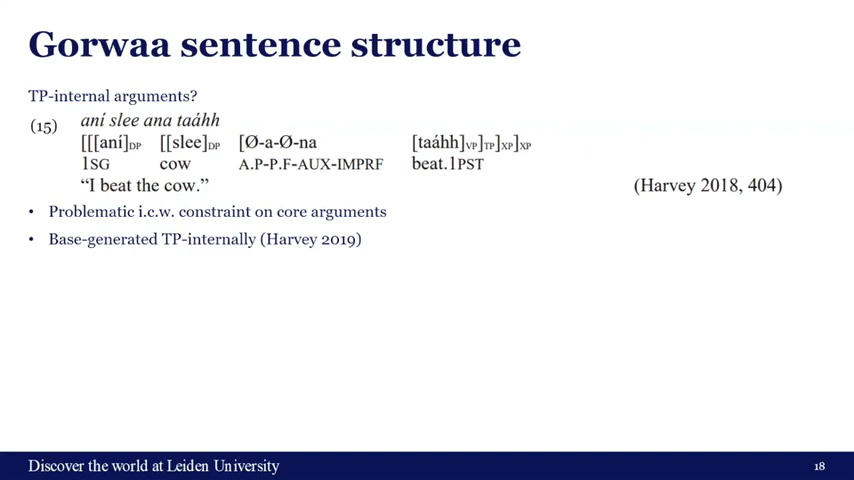 Gorwaa sentence structure
TP-internal arguments?
(15) aní slee ana taáhh
[[[aní]DP [[slee]DP [Ø-a-Ø-na [taáhh]VP]TP]XP]XP
1SG cow A.P-P.F-AUX-IMPRF beat.1PST
“I beat the cow.” (Harvey 2018, 404)
• Problematic i.c.w. constraint on core arguments
• Base-generated TP-internally (Harvey 2019)
Discover the world at Leiden University 18